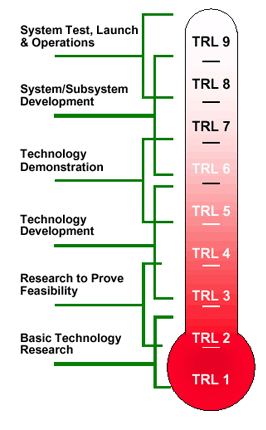 System Test, Launch
& Operations
System/Subsystem
Development
Technology
Demonstration
Technology
Development
Research to Prove
Feasibility
Basic Technology
Research
TRL 9
TRL 8
TRL 7
TRL 6
TRL 5
TRL 4
TRL 3
TRL 2
TRL 1